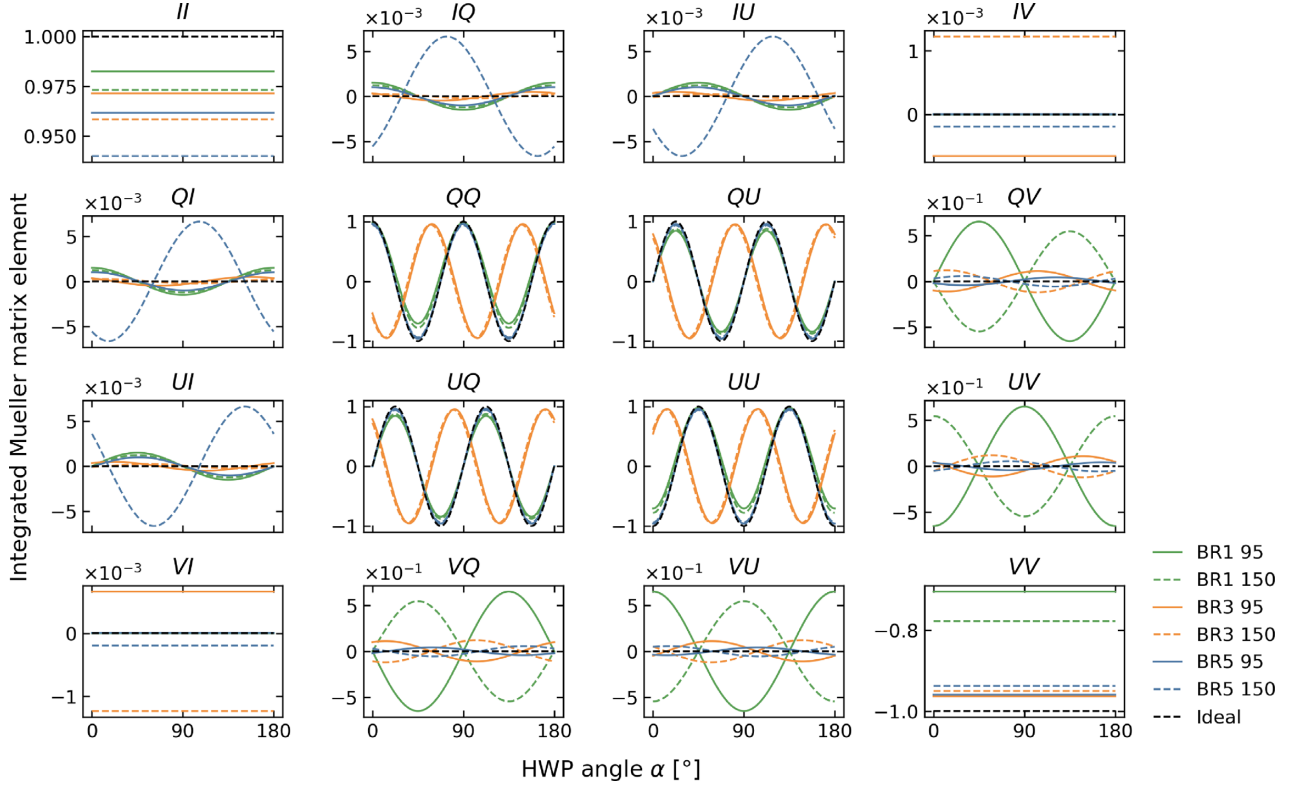 II
IQ
IU
IV
×10⁻³
×10⁻³
×10⁻³
1.000
0.975
0.950
5
0
−5
5
0
−5
1
0
QI
QQ
QU
QV
×10⁻³
×10⁻¹
5
0
−5
1
0
−1
1
0
−1
5
0
−5
UI
UQ
UU
UV
×10⁻³
×10⁻¹
5
0
−5
1
0
−1
1
0
−1
5
0
−5
VI
VQ
VU
VV
×10⁻³
×10⁻¹
×10⁻¹
0
−1
5
0
−5
5
0
−5
−0.8
−1.0
0 90 180
0 90 180
0 90 180
0 90 180
Integrated Mueller matrix element
HWP angle α [°]
BR1 95
BR1 150
BR3 95
BR3 150
BR5 95
BR5 150
Ideal